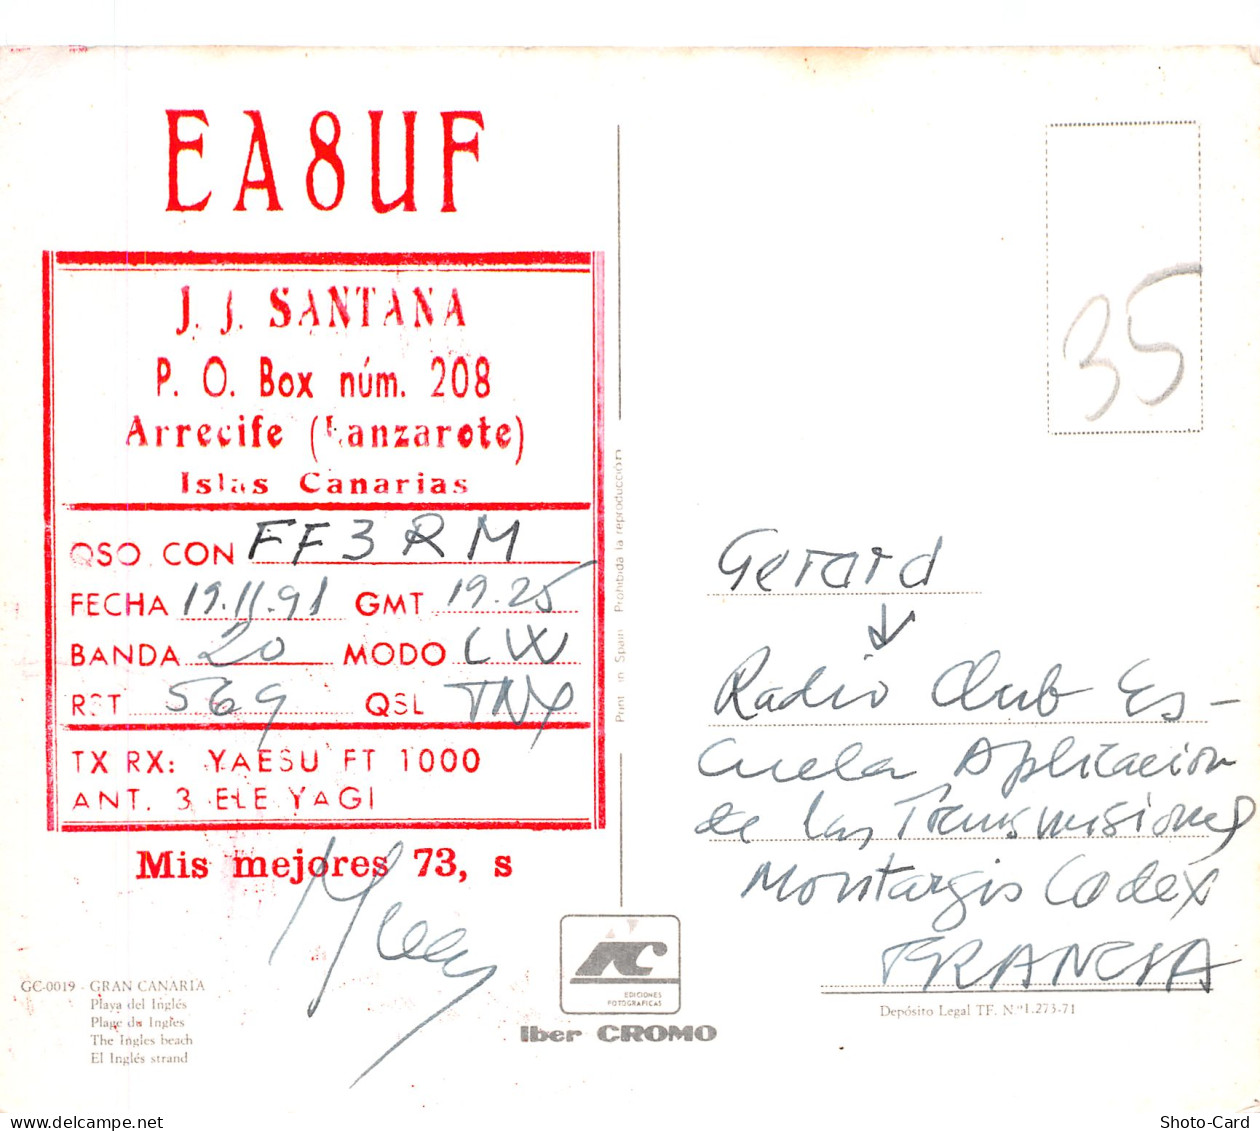 EA8UF
J. J. SANTANA
P. O. Box núm. 208
Arrecife (Lanzarote)
Islas Canarias
QSO CON FF3RM
FECHA 19.11.91 GMT 19.25
BANDA 20 MODO CW
RST 569 QSL TNX
TX RX: YAESU FT 1000
ANT. 3 ELE YAGI
Mis mejores 73, s
GC-0019 - GRAN CANARIA
Playa del Inglés
Plage du Ingles
The Ingles beach
El Inglés strand
Print in Spain Prohibida la reproducción
EDICIONES
FOTOGRAFICAS
Iber CROMO
35
Gerard
Radio Club Es-
cuela Aplicacion
de las Transmisiones
Montargis Cedex
FRANCIA
Depósito Legal TF. N.º 1.273-71
delcampe.net
Shoto-Card